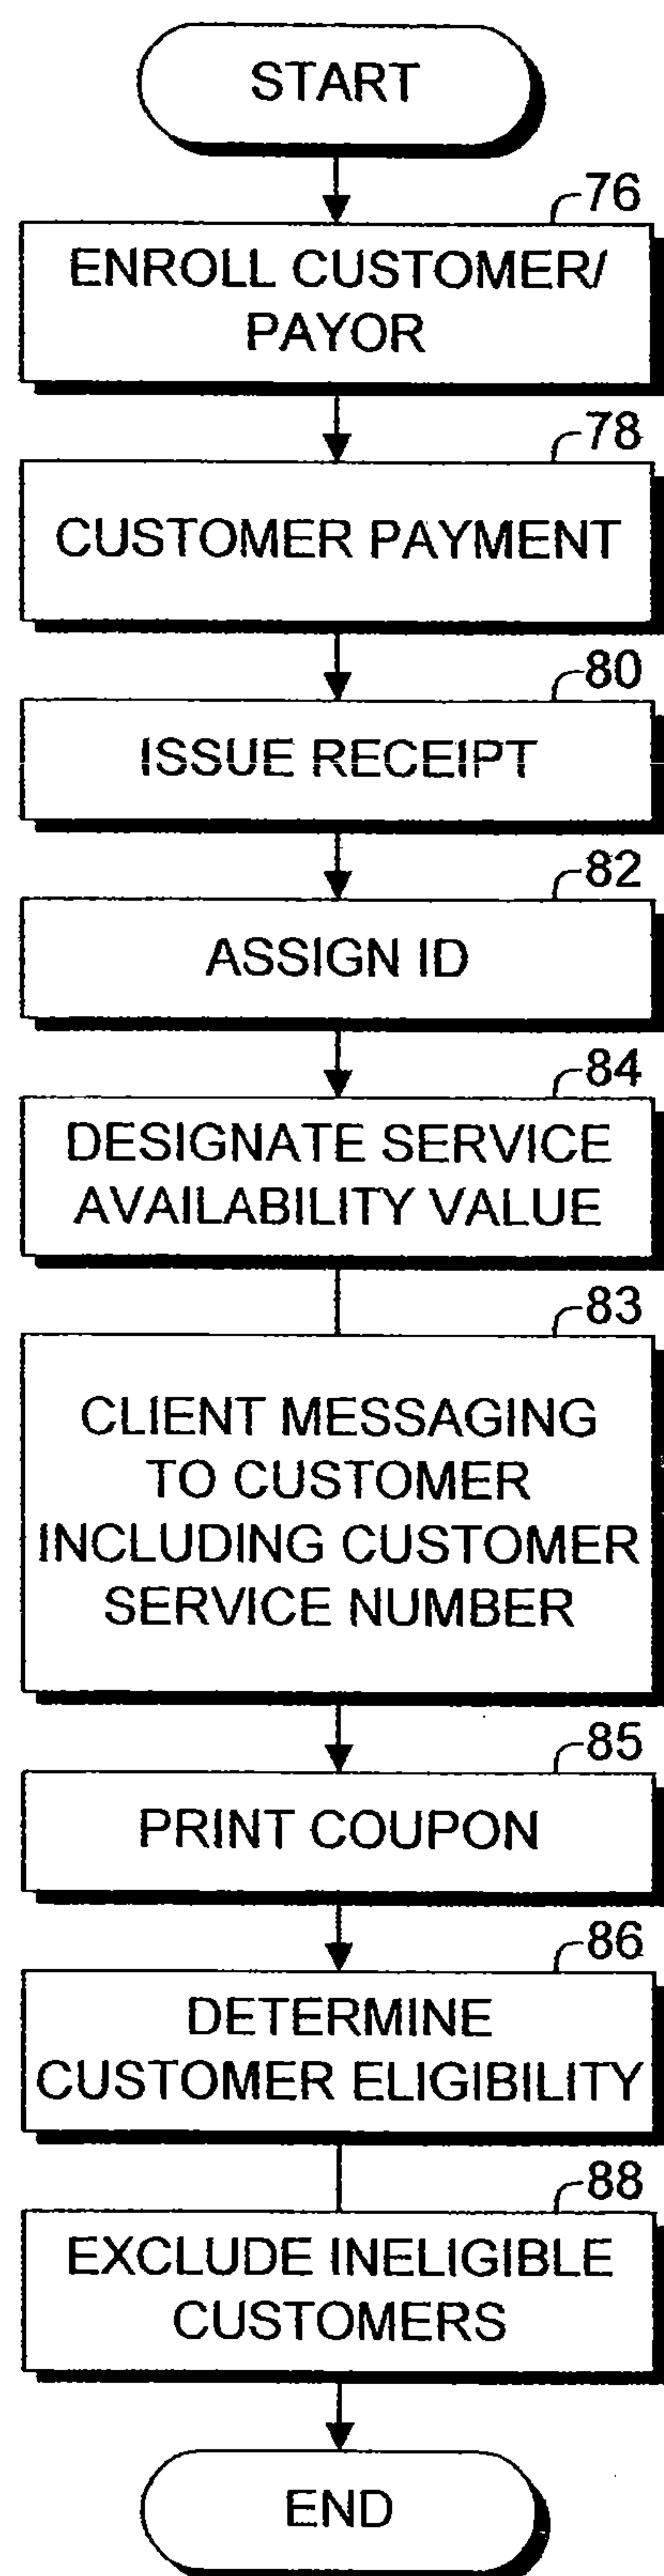 START
76
ENROLL CUSTOMER/
PAYOR
78
CUSTOMER PAYMENT
80
ISSUE RECEIPT
82
ASSIGN ID
84
DESIGNATE SERVICE
AVAILABILITY VALUE
83
CLIENT MESSAGING
TO CUSTOMER
INCLUDING CUSTOMER
SERVICE NUMBER
85
PRINT COUPON
86
DETERMINE
CUSTOMER ELIGIBILITY
88
EXCLUDE INELIGIBLE
CUSTOMERS
END